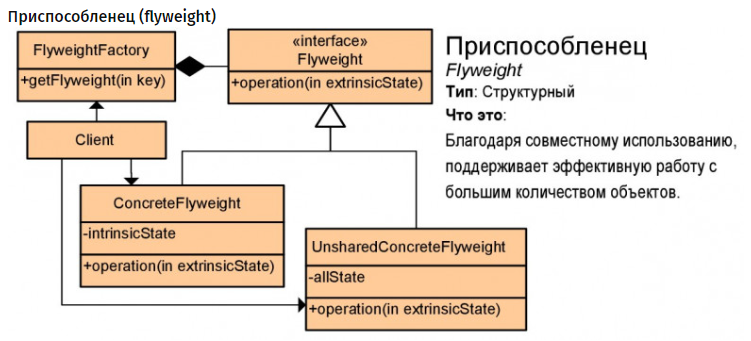 Приспособленец (flyweight)
FlyweightFactory
+getFlyweight(in key)
«interface»
Flyweight
+operation(in extrinsicState)
Client
ConcreteFlyweight
-intrinsicState
+operation(in extrinsicState)
UnsharedConcreteFlyweight
-allState
+operation(in extrinsicState)
Приспособленец
Flyweight
Тип: Структурный
Что это:
Благодаря совместному использованию,
поддерживает эффективную работу с
большим количеством объектов.